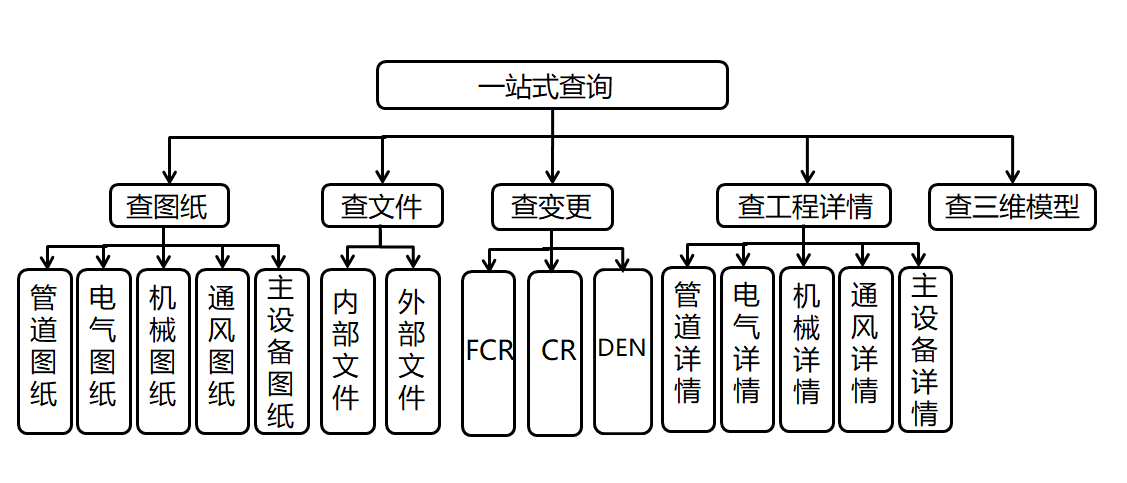 一站式查询
查图纸
查文件
查变更
查工程详情
查三维模型
管道图纸
电气图纸
机械图纸
通风图纸
主设备图纸
内部文件
外部文件
FCR
CR
DEN
管道详情
电气详情
机械详情
通风详情
主设备详情